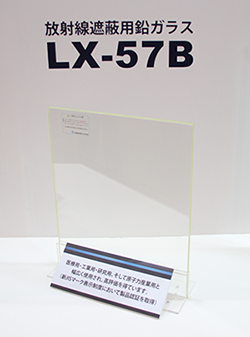 放射線遮蔽用鉛ガラス
LX-57B
医療用・工業用・研究用、そして原子力産業用と
幅広く使用され、高評価を得ています。
(新JISマーク表示制度において製品認証を取得)